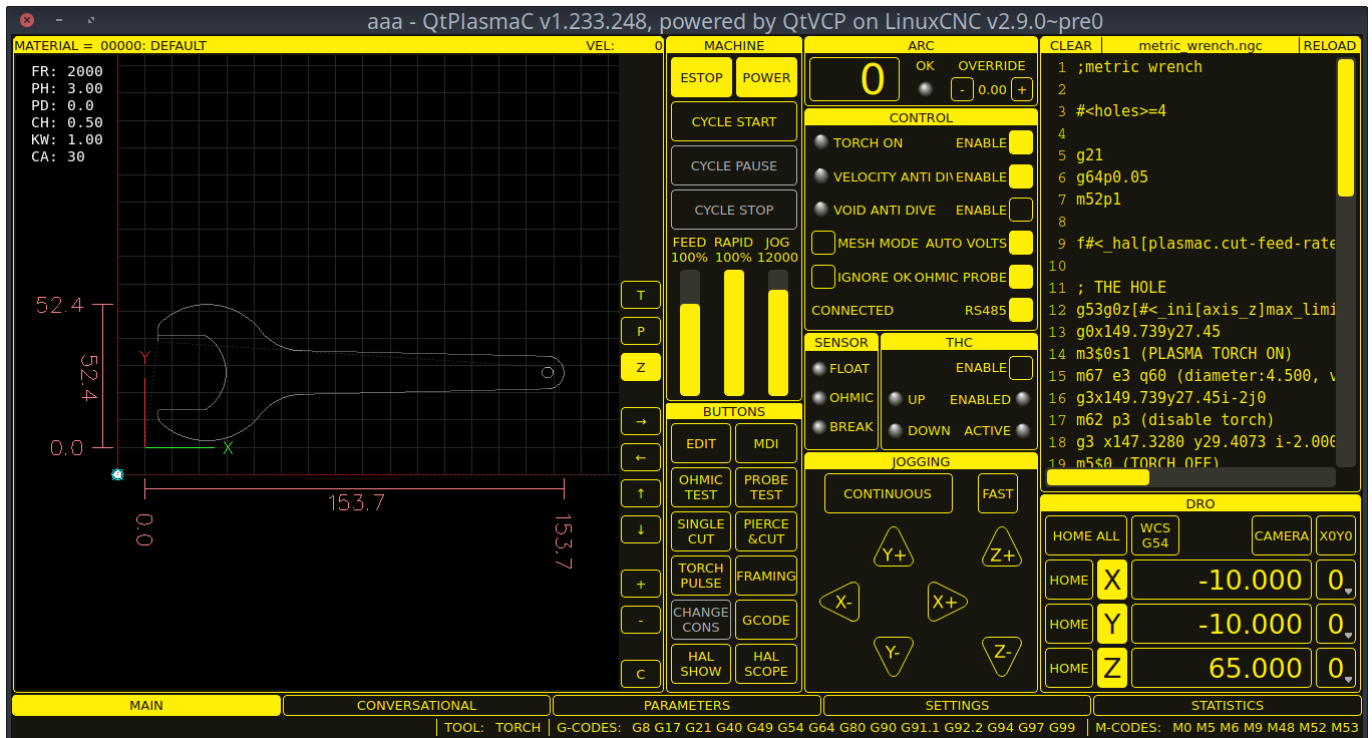 aaa - QtPlasmaC v1.233.248, powered by QtVCP on LinuxCNC v2.9.0~pre0
MATERIAL = 00000: DEFAULT
VEL: 0
FR: 2000
PH: 3.00
PD: 0.0
CH: 0.50
KW: 1.00
CA: 30
52.4
52.4
0.0
Y
X
153.7
0.0
153.7
T
P
Z
→
←
↑
↓
+
-
C
MACHINE
ESTOP POWER
CYCLE START
CYCLE PAUSE
CYCLE STOP
FEED RAPID JOG
100% 100% 12000
BUTTONS
EDIT MDI
OHMIC TEST
PROBE TEST
SINGLE CUT
PIERCE &CUT
TORCH PULSE
FRAMING
CHANGE CONS
GCODE
HAL SHOW
HAL SCOPE
ARC
0
OK OVERRIDE
- 0.00 +
CONTROL
TORCH ON ENABLE
VELOCITY ANTI DIV ENABLE
VOID ANTI DIVE ENABLE
MESH MODE AUTO VOLTS
IGNORE OK OHMIC PROBE
CONNECTED RS485
SENSOR
FLOAT
OHMIC
BREAK
THC
ENABLE
UP ENABLED
DOWN ACTIVE
JOGGING
CONTINUOUS FAST
Y+ Z+
X- X+
Y- Z-
CLEAR metric_wrench.ngc RELOAD
1 ;metric wrench
2
3 #<holes>=4
4
5 g21
6 g64p0.05
7 m52p1
8
9 f#<_hal[plasmac.cut-feed-rate
10
11 ; THE HOLE
12 g53g0z[#<_ini[axis_z]max_limi
13 g0x149.739y27.45
14 m3$0s1 (PLASMA TORCH ON)
15 m67 e3 q60 (diameter:4.500, v
16 g3x149.739y27.45i-2j0
17 m62 p3 (disable torch)
18 g3 x147.3280 y29.4073 i-2.000
19 m5$0 (TORCH OFF)
DRO
HOME ALL WCS G54 CAMERA X0Y0
HOME X -10.000 0
HOME Y -10.000 0
HOME Z 65.000 0
MAIN CONVERSATIONAL PARAMETERS SETTINGS STATISTICS
TOOL: TORCH G-CODES: G8 G17 G21 G40 G49 G54 G64 G80 G90 G91.1 G92.2 G94 G97 G99 M-CODES: M0 M5 M6 M9 M48 M52 M53